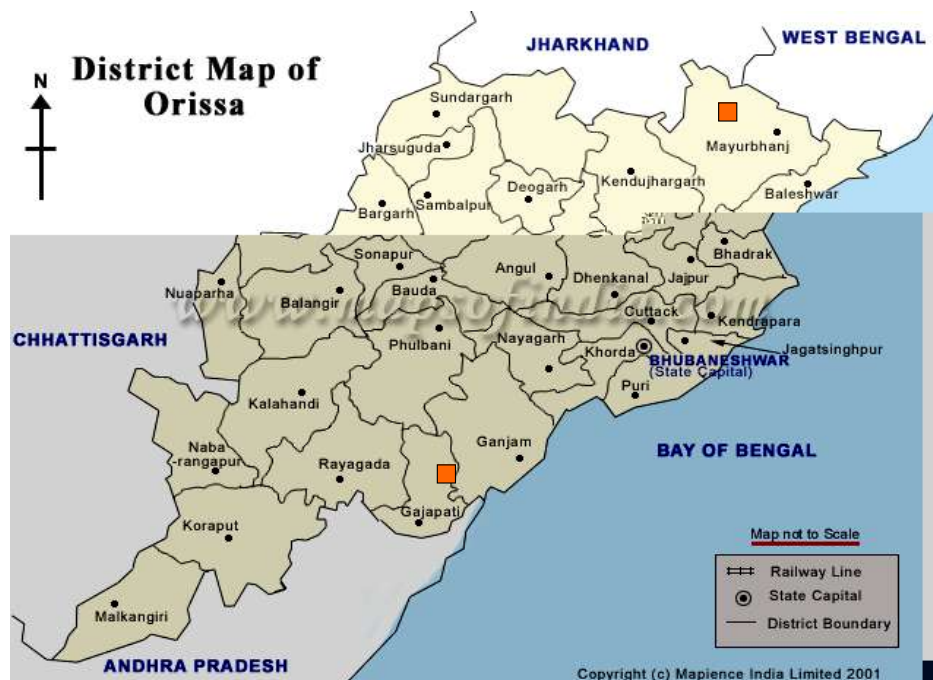 District Map of
Orissa
N
JHARKHAND
WEST BENGAL
Sundargarh
Jharsuguda
Mayurbhanj
Deogarh
Kendujhargarh
Baleshwar
Bargarh
Sambalpur
Sonapur
Angul
Bhadrak
Nuaparha
Balangir
Bauda
Dhenkanal
Jajpur
www.mapsofindia.com
Cuttack
Kendrapara
CHHATTISGARH
Phulbani
Nayagarh
Khorda
Jagatsinghpur
BHUBANESHWAR
(State Capital)
Puri
Kalahandi
Naba
-rangapur
Rayagada
Ganjam
BAY OF BENGAL
Gajapati
Koraput
Malkangiri
ANDHRA PRADESH
Map not to Scale
Railway Line
State Capital
District Boundary
Copyright (c) Mapience India Limited 2001